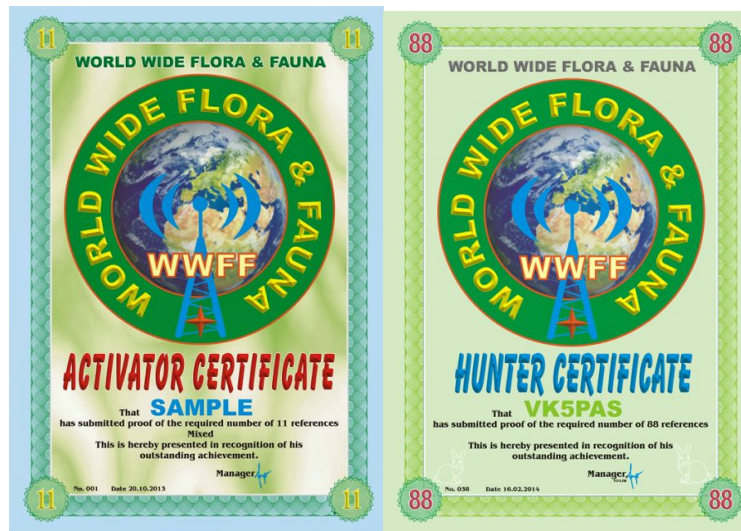 11
11
WORLD WIDE FLORA & FAUNA
WORLD WIDE FLORA & FAUNA
WWFF
ACTIVATOR CERTIFICATE
That SAMPLE
has submitted proof of the required number of 11 references
Mixed
This is hereby presented in recognition of his
outstanding achievement.
Manager
No. 001 Date 20.10.2013
11
11
88
88
WORLD WIDE FLORA & FAUNA
WORLD WIDE FLORA & FAUNA
WWFF
HUNTER CERTIFICATE
That VK5PAS
has submitted proof of the required number of 88 references
This is hereby presented in recognition of his
outstanding achievement.
Manager
No. 038 Date 16.02.2014
88
88